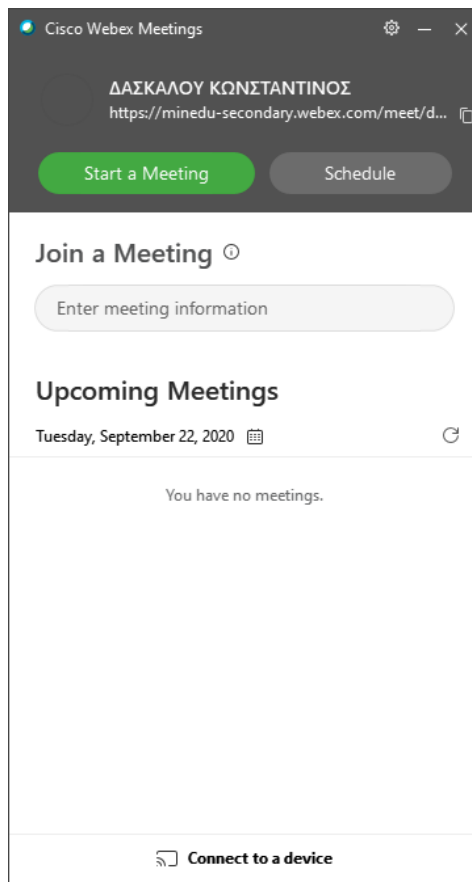 Cisco Webex Meetings
ΔΑΣΚΑΛΟΥ ΚΩΝΣΤΑΝΤΙΝΟΣ
https://minedu-secondary.webex.com/meet/d...
Start a Meeting
Schedule
Join a Meeting
Enter meeting information
Upcoming Meetings
Tuesday, September 22, 2020
You have no meetings.
Connect to a device